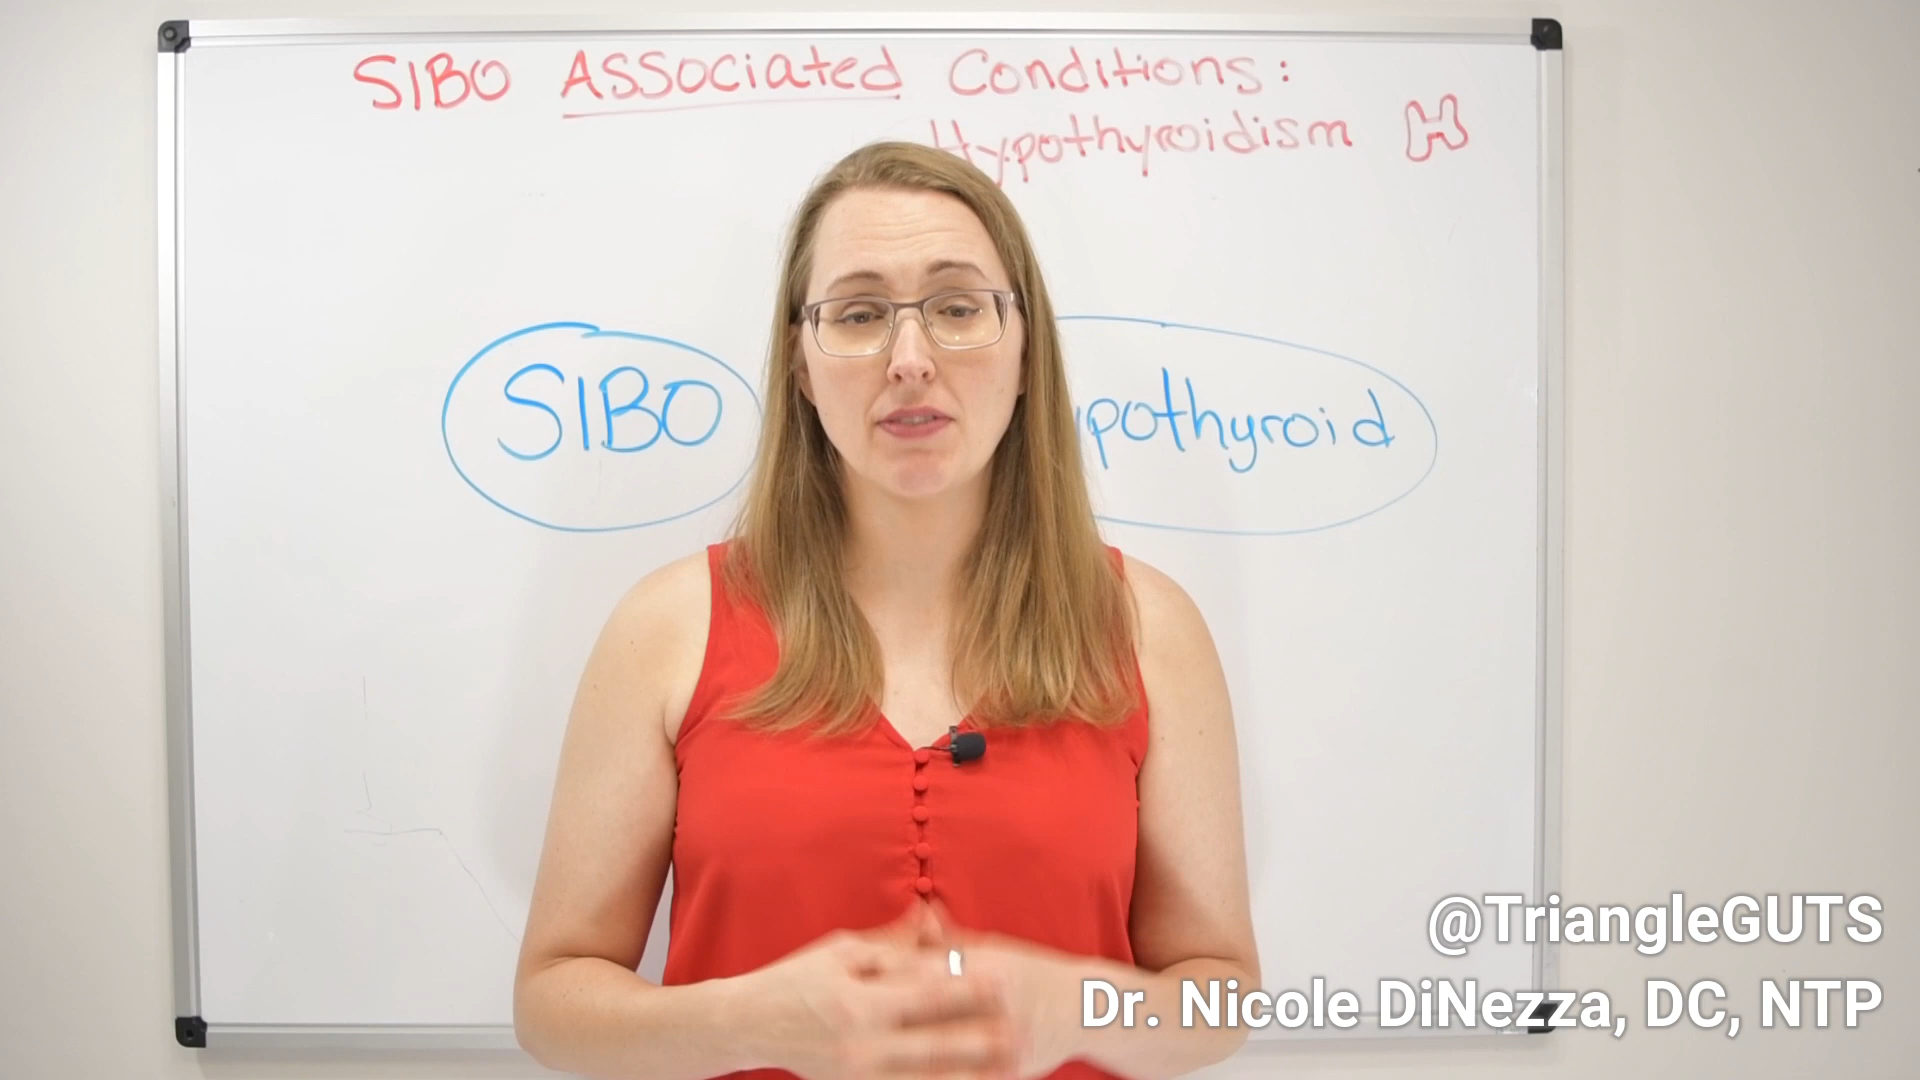 SIBO Associated Conditions:
Hypothyroidism
SIBO
pothyroid
@TriangleGUTS
Dr. Nicole DiNezza, DC, NTP